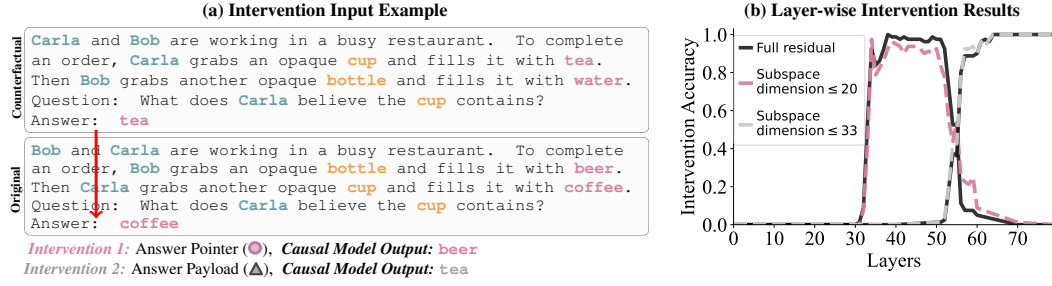 (a) Intervention Input Example
Counterfactual
Carla and Bob are working in a busy restaurant. To complete
an order, Carla grabs an opaque cup and fills it with tea.
Then Bob grabs another opaque bottle and fills it with water.
Question: What does Carla believe the cup contains?
Answer: tea
Original
Bob and Carla are working in a busy restaurant. To complete
an order, Bob grabs an opaque bottle and fills it with beer.
Then Carla grabs another opaque cup and fills it with coffee.
Question: What does Carla believe the cup contains?
Answer: coffee
Intervention 1: Answer Pointer (), Causal Model Output: beer
Intervention 2: Answer Payload (), Causal Model Output: tea
(b) Layer-wise Intervention Results
Intervention Accuracy
1.0
0.8
0.6
0.4
0.2
0.0
Full residual
Subspace
dimension ≤ 20
Subspace
dimension ≤ 33
0 10 20 30 40 50 60 70
Layers